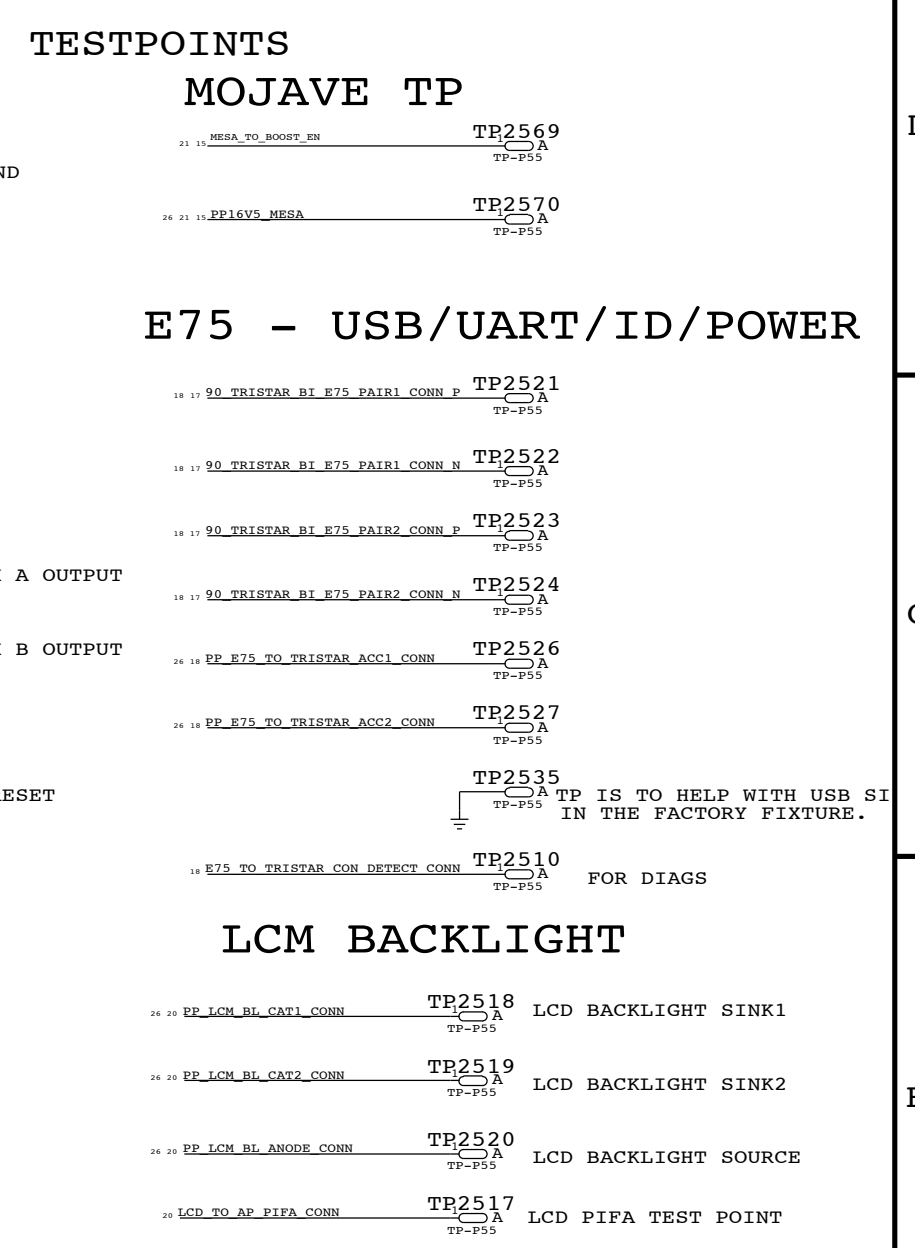 TESTPOINTS
MOJAVE TP
21 15 MESA_TO_BOOST_EN 1 TP2569 A
TP-P55
ND
26 21 15 PP16V5_MESA 1 TP2570 A
TP-P55
E75 - USB/UART/ID/POWER
18 17 90_TRISTAR_BI_E75_PAIR1_CONN_P TP2521 A
TP-P55
18 17 90_TRISTAR_BI_E75_PAIR1_CONN_N 1 TP2522 A
TP-P55
18 17 90_TRISTAR_BI_E75_PAIR2_CONN_P 1 TP2523 A
TP-P55
A OUTPUT
18 17 90_TRISTAR_BI_E75_PAIR2_CONN_N 1 TP2524 A
TP-P55
B OUTPUT
26 18 PP_E75_TO_TRISTAR_ACC1_CONN 1 TP2526 A
TP-P55
26 18 PP_E75_TO_TRISTAR_ACC2_CONN 1 TP2527 A
TP-P55
ESET
1 TP2535 A
TP-P55
TP IS TO HELP WITH USB SI
IN THE FACTORY FIXTURE.
18 E75_TO_TRISTAR_CON_DETECT_CONN 1 TP2510 A
TP-P55
FOR DIAGS
LCM BACKLIGHT
26 20 PP_LCM_BL_CAT1_CONN 1 TP2518 A LCD BACKLIGHT SINK1
TP-P55
26 20 PP_LCM_BL_CAT2_CONN 1 TP2519 A LCD BACKLIGHT SINK2
TP-P55
26 20 PP_LCM_BL_ANODE_CONN 1 TP2520 A LCD BACKLIGHT SOURCE
TP-P55
20 LCD_TO_AP_PIFA_CONN 1 TP2517 A LCD PIFA TEST POINT
TP-P55